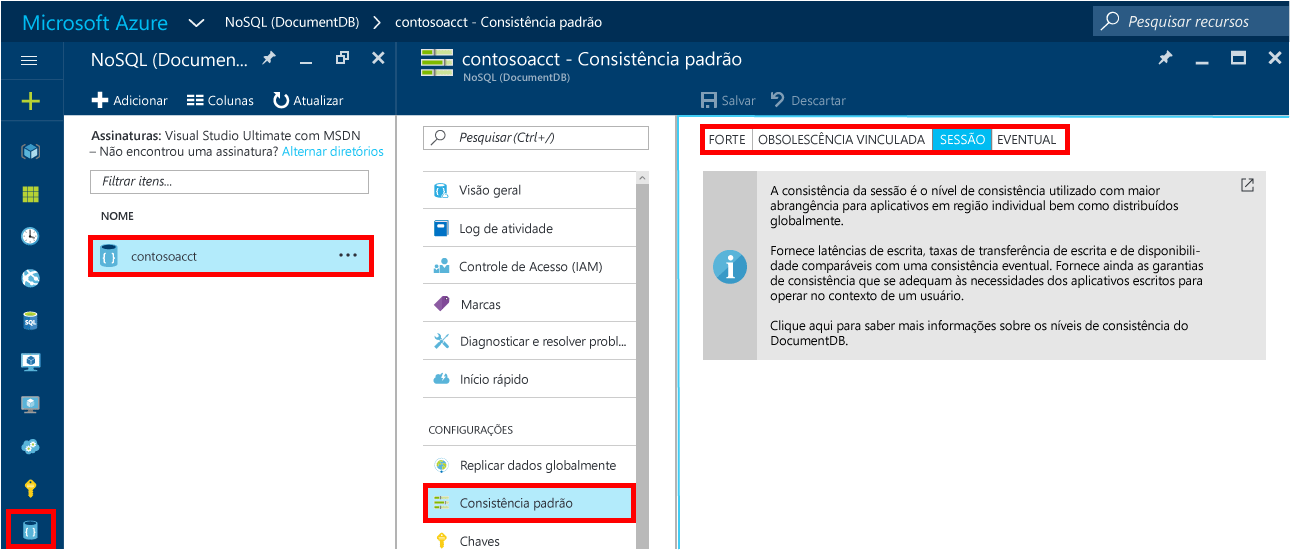 Microsoft Azure
NoSQL (DocumentDB)
contosoacct - Consistência padrão
Pesquisar recursos
NoSQL (Documen...
Adicionar
Colunas
Atualizar
Assinaturas: Visual Studio Ultimate com MSDN
– Não encontrou uma assinatura? Alternar diretórios
Filtrar itens...
NOME
contosoacct
...
contosoacct - Consistência padrão
NoSQL (DocumentDB)
Pesquisar (Ctrl+/)
Visão geral
Log de atividade
Controle de Acesso (IAM)
Marcas
Diagnosticar e resolver probl...
Início rápido
CONFIGURAÇÕES
Replicar dados globalmente
Consistência padrão
Chaves
Salvar
Descartar
FORTE
OBSOLESCÊNCIA VINCULADA
SESSÃO
EVENTUAL
A consistência da sessão é o nível de consistência utilizado com maior
abrangência para aplicativos em região individual bem como distribuídos
globalmente.
Fornece latências de escrita, taxas de transferência de escrita e de disponibili-
dade comparáveis com uma consistência eventual. Fornece ainda as garantias
de consistência que se adequam às necessidades dos aplicativos escritos para
operar no contexto de um usuário.
Clique aqui para saber mais informações sobre os níveis de consistência do
DocumentDB.
SQL